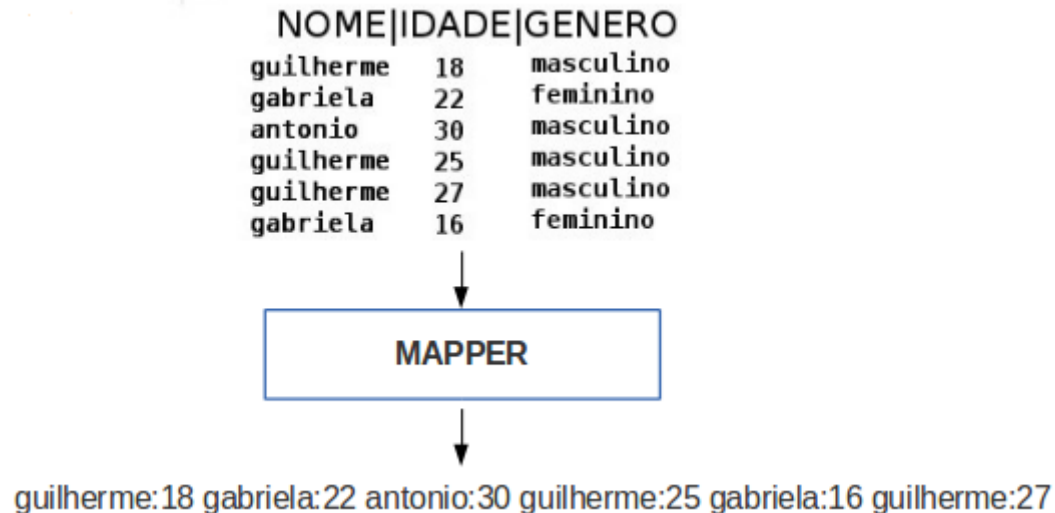 NOME|IDADE|GENERO
guilherme 18 masculino
gabriela 22 feminino
antonio 30 masculino
guilherme 25 masculino
guilherme 27 masculino
gabriela 16 feminino
MAPPER
guilherme:18 gabriela:22 antonio:30 guilherme:25 gabriela:16 guilherme:27